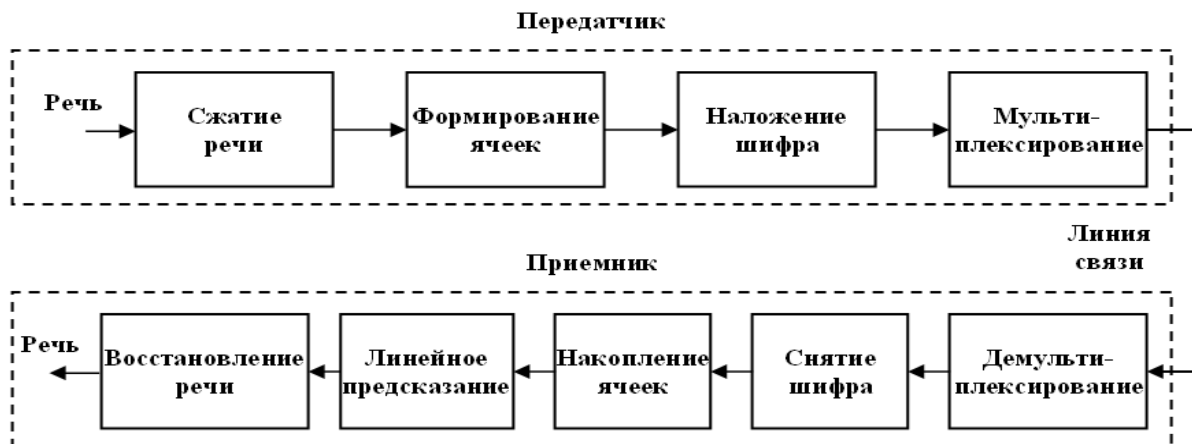 Передатчик
Речь
Сжатие
речи
Формирование
ячеек
Наложение
шифра
Мульти-
плексирование
Линия
связи
Приемник
Речь
Восстановление
речи
Линейное
предсказание
Накопление
ячеек
Снятие
шифра
Демульти-
плексирование